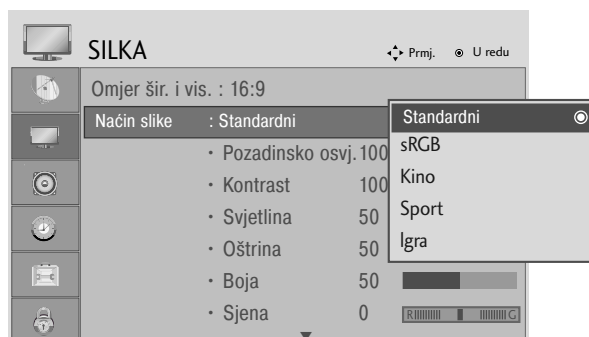 SILKA
Prmj.
U redu
Omjer šir. i vis. : 16:9
Naćin slike : Standardni
• Pozadinsko osvj. 100
• Kontrast 100
• Svjetlina 50
• Oštrina 50
• Boja 50
• Sjena 0
R G
Standardni
sRGB
Kino
Sport
Igra